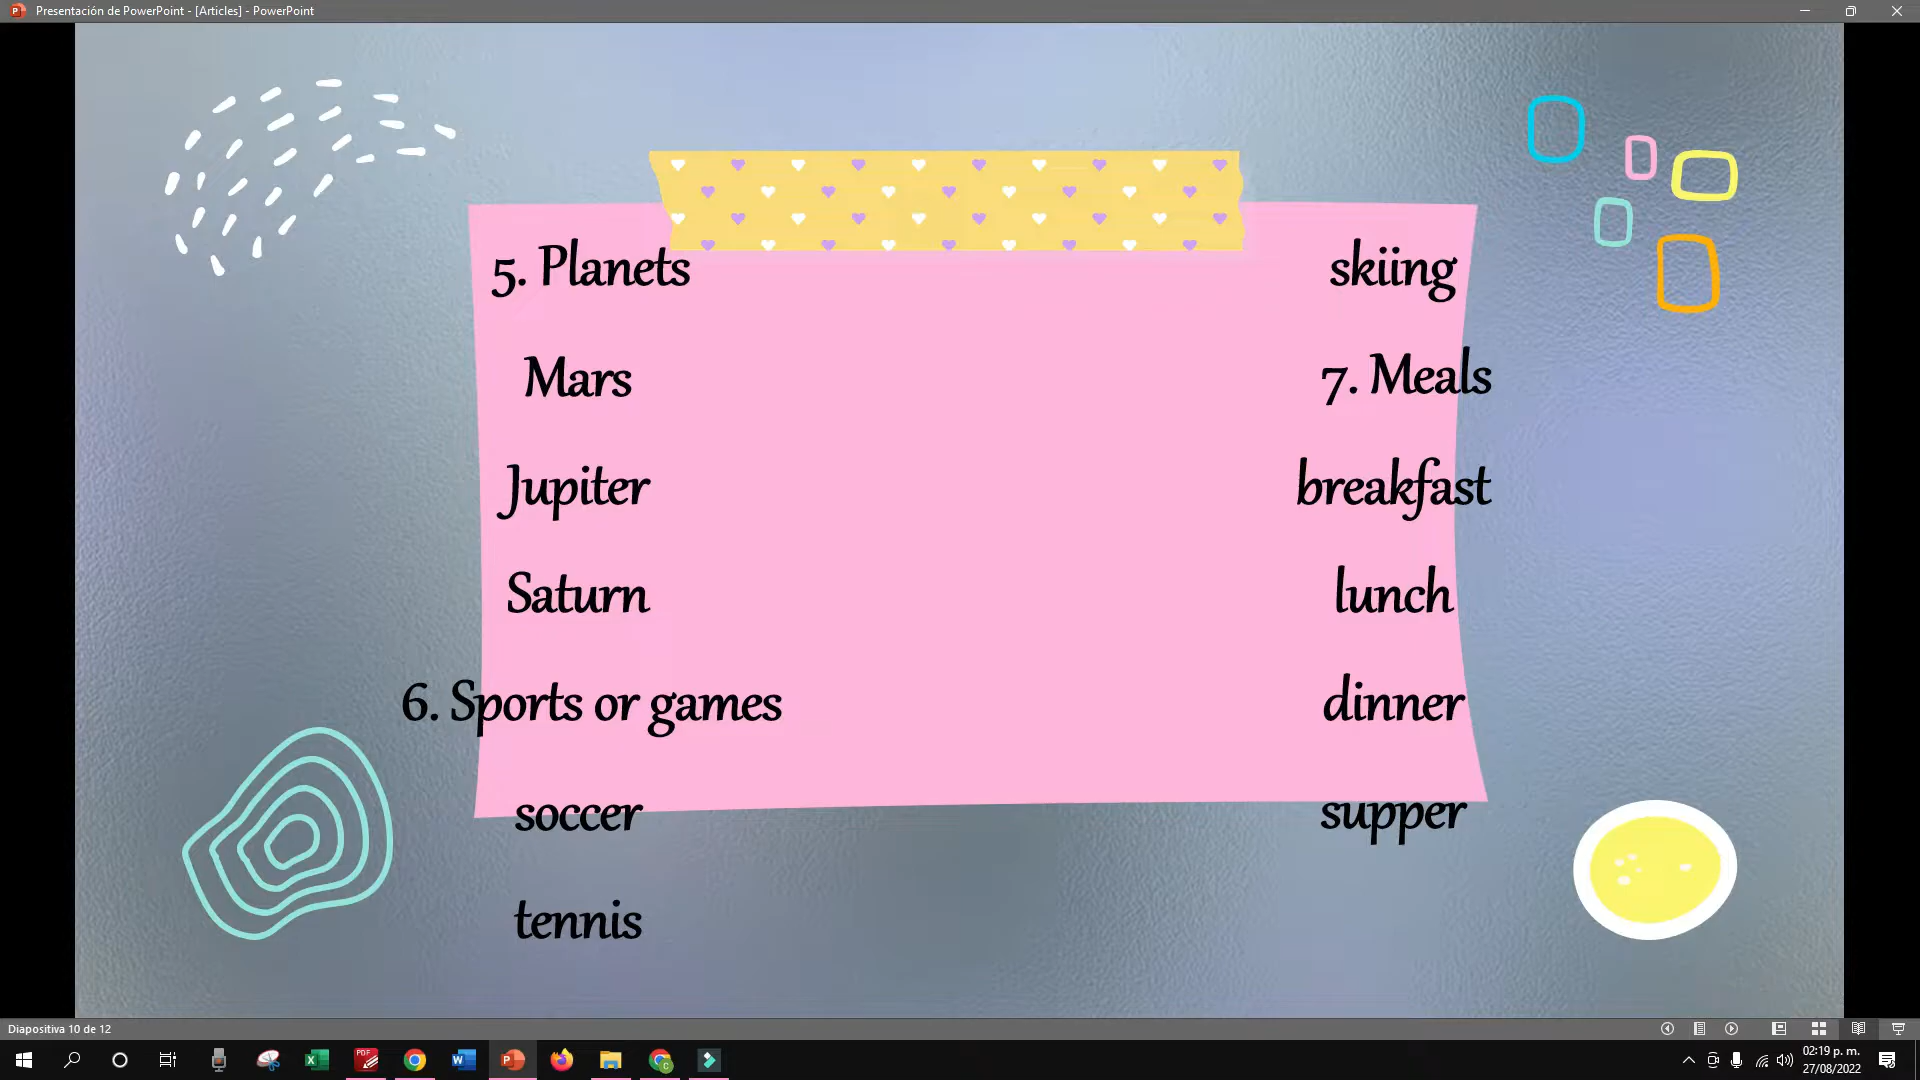 Presentación de PowerPoint - [Articles] - PowerPoint
5. Planets
Mars
Jupiter
Saturn
6. Sports or games
soccer
tennis
skiing
7. Meals
breakfast
lunch
dinner
supper
Diapositiva 10 de 12
02:19 p. m.
27/08/2022